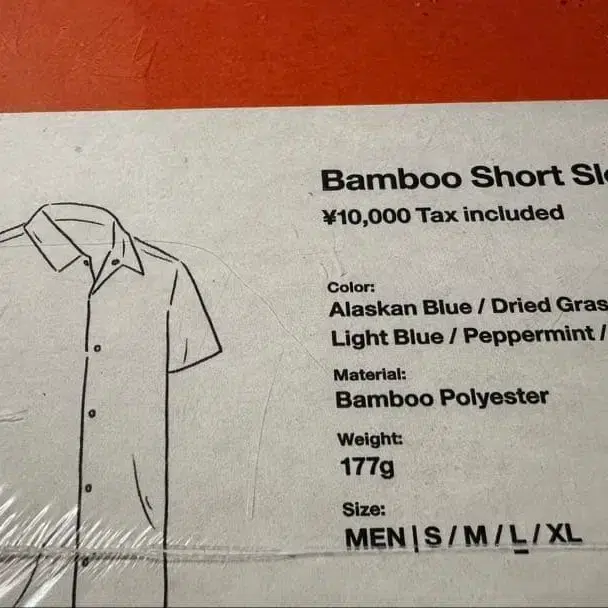 Bamboo Short Sl
¥10,000 Tax included
Color:
Alaskan Blue / Dried Gras
Light Blue / Peppermint /
Material:
Bamboo Polyester
Weight:
177g
Size:
MEN | S / M / L / XL